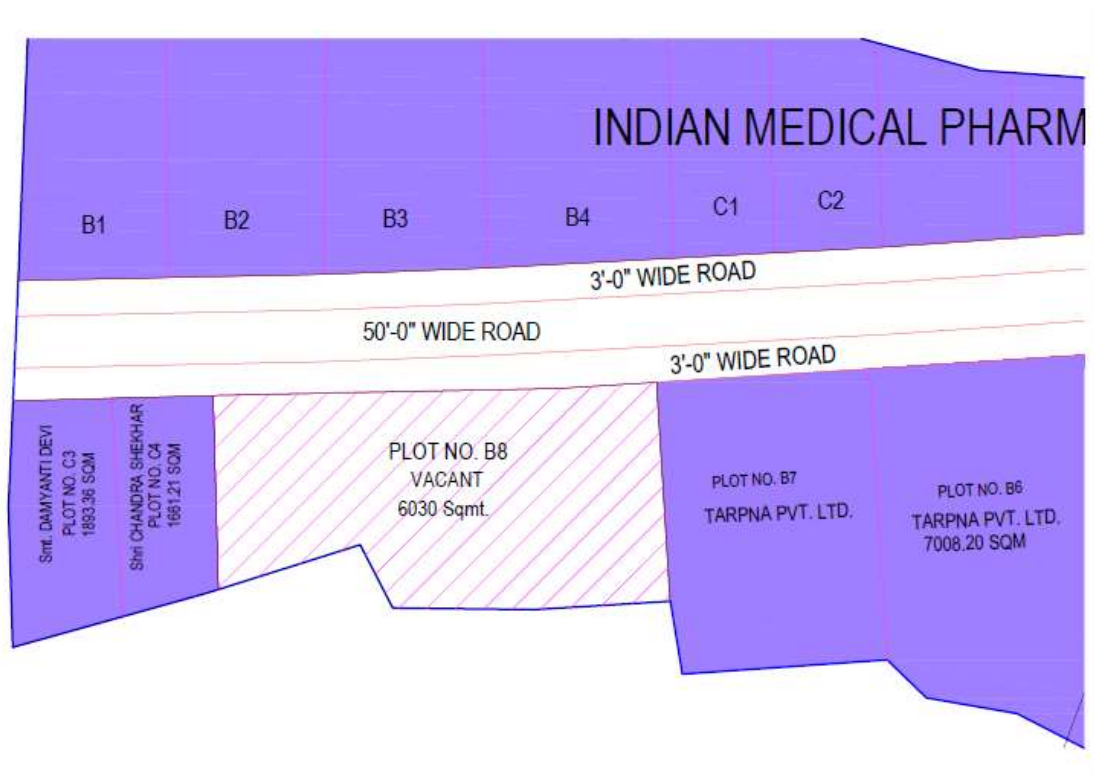 INDIAN MEDICAL PHARM
B1
B2
B3
B4
C1
C2
3'-0" WIDE ROAD
50'-0" WIDE ROAD
3'-0" WIDE ROAD
Smt. DAMYANTI DEVI
PLOT NO. C3
1893.36 SQM
Shri CHANDRA SHEKHAR
PLOT NO. C4
1661.21 SQM
PLOT NO. B8
VACANT
6030 Sqmt.
PLOT NO. B7
TARPNA PVT. LTD.
PLOT NO. B6
TARPNA PVT. LTD.
7008.20 SQM